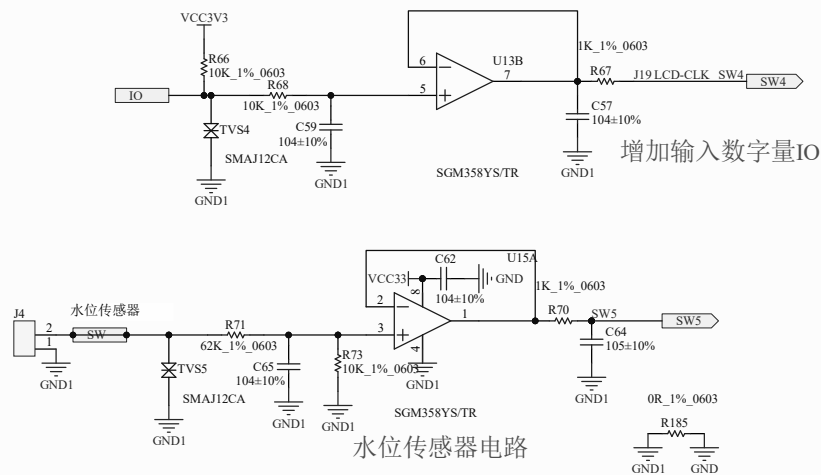 VCC3V3
R66
10K_1%_0603
IO
R68
10K_1%_0603
TVS4
SMAJ12CA
GND1
C59
104±10%
GND1
6
5
7
U13B
SGM358YS/TR
1K_1%_0603
R67
J19 LCD-CLK
SW4
SW4
C57
104±10%
GND1
增加输入数字量IO
J4
2
1
GND1
水位传感器
SW
TVS5
SMAJ12CA
GND1
R71
62K_1%_0603
C65
104±10%
GND1
R73
10K_1%_0603
GND1
VCC33
C62
104±10%
GND
U15A
2
3
8
4
1
GND1
SGM358YS/TR
1K_1%_0603
R70
SW5
SW5
C64
105±10%
GND1
水位传感器电路
0R_1%_0603
R185
GND1
GND